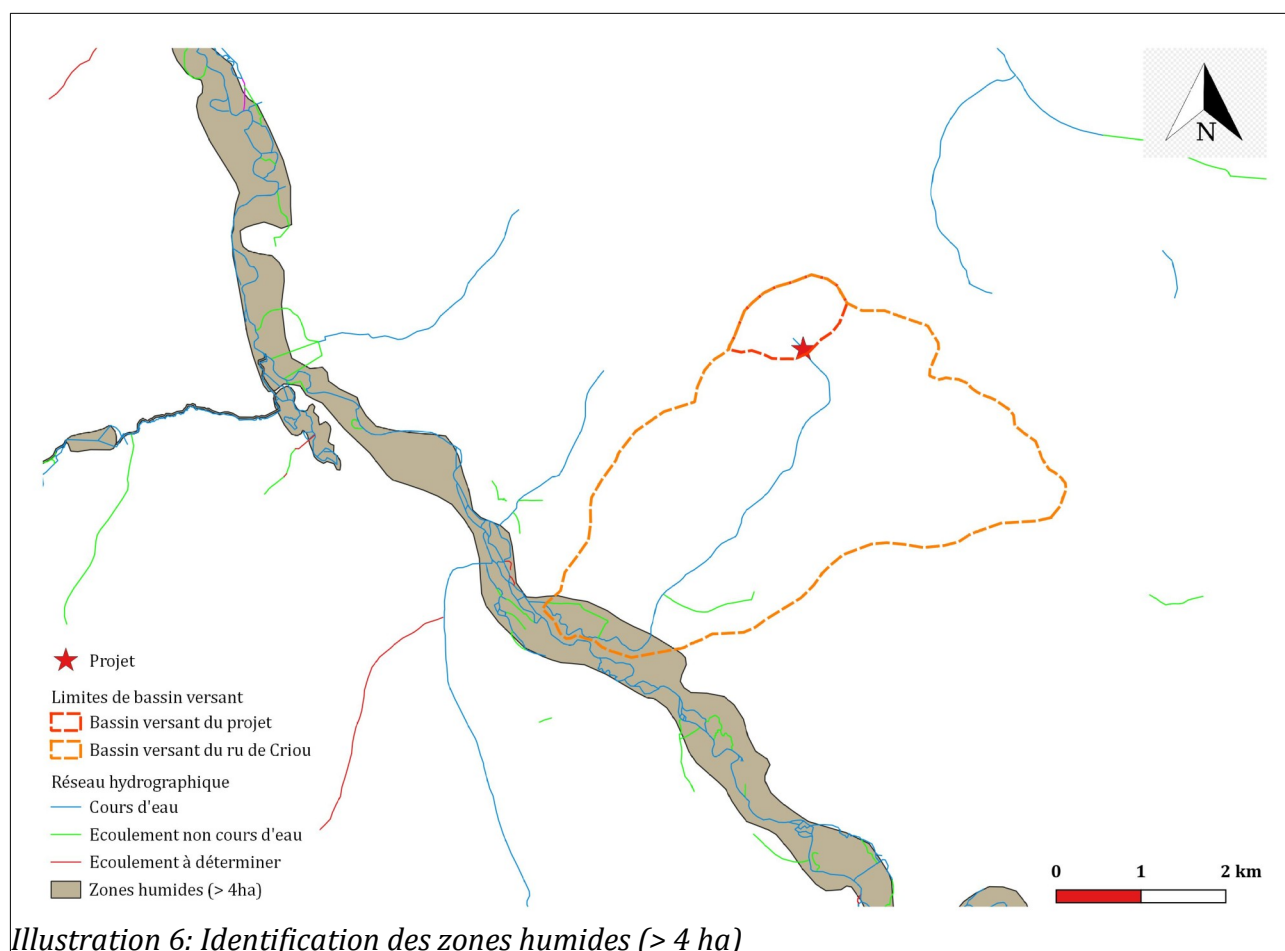 N
Projet
Limites de bassin versant
Bassin versant du projet
Bassin versant du ru de Criou
Réseau hydrographique
Cours d'eau
Ecoulement non cours d'eau
Ecoulement à déterminer
Zones humides (> 4ha)
0 1 2 km
Illustration 6: Identification des zones humides (> 4 ha)